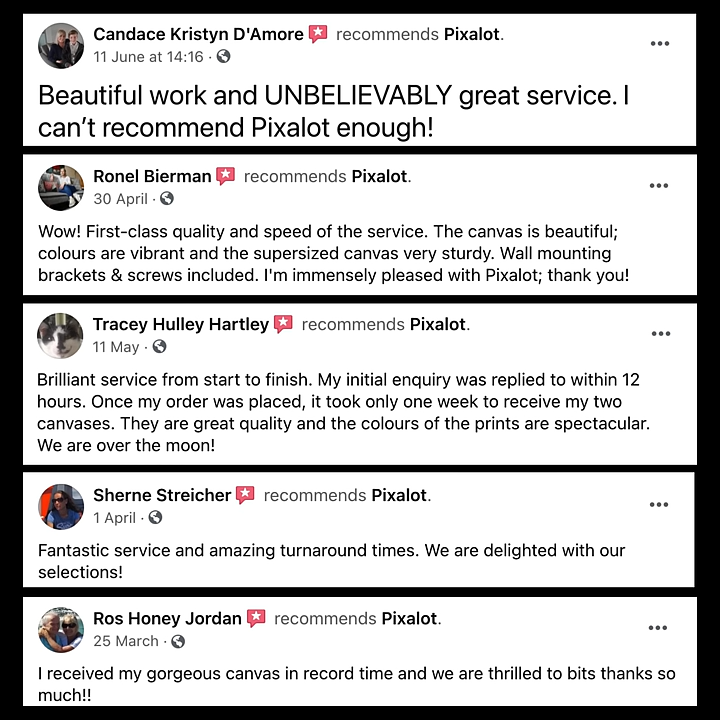 Candace Kristyn D'Amore recommends Pixalot.
11 June at 14:16 ·
Beautiful work and UNBELIEVABLY great service. I
can’t recommend Pixalot enough!
Ronel Bierman recommends Pixalot.
30 April ·
Wow! First-class quality and speed of the service. The canvas is beautiful;
colours are vibrant and the supersized canvas very sturdy. Wall mounting
brackets & screws included. I'm immensely pleased with Pixalot; thank you!
Tracey Hulley Hartley recommends Pixalot.
11 May ·
Brilliant service from start to finish. My initial enquiry was replied to within 12
hours. Once my order was placed, it took only one week to receive my two
canvases. They are great quality and the colours of the prints are spectacular.
We are over the moon!
Sherne Streicher recommends Pixalot.
1 April ·
Fantastic service and amazing turnaround times. We are delighted with our
selections!
Ros Honey Jordan recommends Pixalot.
25 March ·
I received my gorgeous canvas in record time and we are thrilled to bits thanks so
much!!